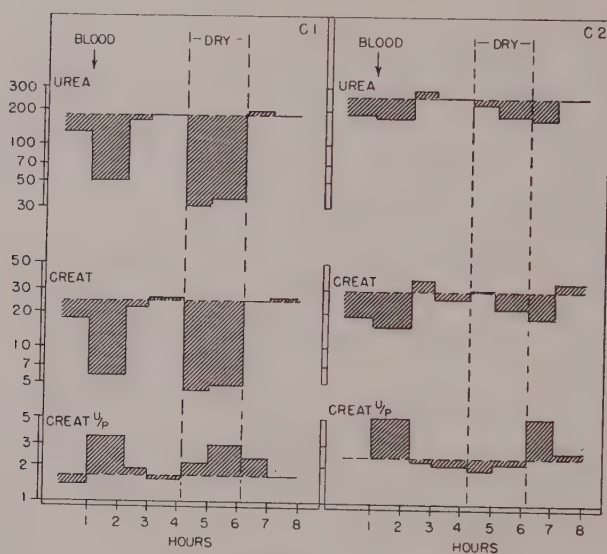 C1
C2
BLOOD
DRY
BLOOD
DRY
UREA
UREA
300
200
100
70
50
30
CREAT
CREAT
50
30
20
10
7
5
CREAT U/P
CREAT U/P
5
3
2
1
1 2 3 4 5 6 7 8
1 2 3 4 5 6 7 8
HOURS
HOURS